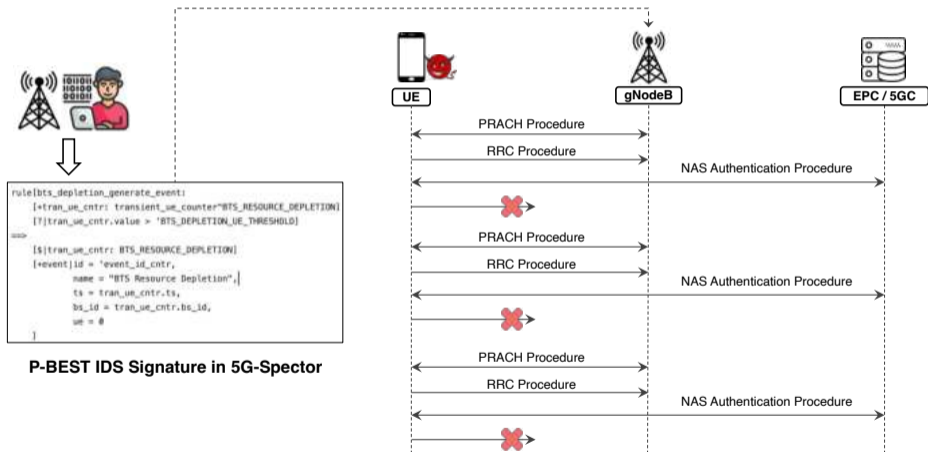 UE
gNodeB
EPC / 5GC
PRACH Procedure
RRC Procedure
NAS Authentication Procedure
PRACH Procedure
RRC Procedure
NAS Authentication Procedure
PRACH Procedure
RRC Procedure
NAS Authentication Procedure
rule[bts_depletion_generate_event:
[+tran_ue_cntr: transient_ue_counter^BTS_RESOURCE_DEPLETION]
[?|tran_ue_cntr.value > 'BTS_DEPLETION_UE_THRESHOLD]
==>
[$|tran_ue_cntr: BTS_RESOURCE_DEPLETION]
[+event|id = 'event_id_cntr,
name = "BTS Resource Depletion",
ts = tran_ue_cntr.ts,
bs_id = tran_ue_cntr.bs_id,
ue = 0
]
P-BEST IDS Signature in 5G-Spector